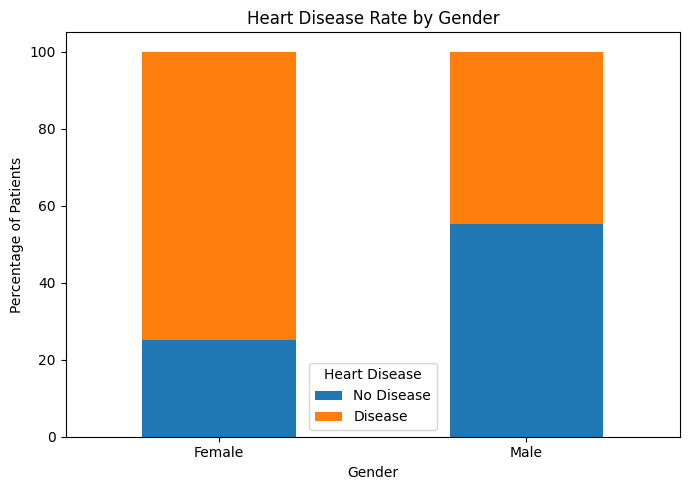 Heart Disease Rate by Gender
Percentage of Patients
100
80
60
40
20
0
Heart Disease
No Disease
Disease
Female
Male
Gender